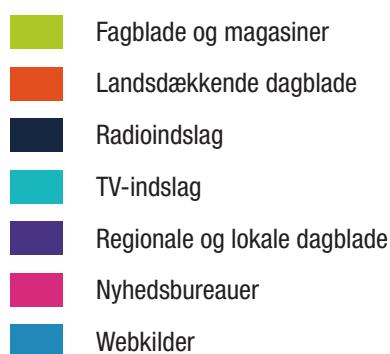 Fagblade og magasiner
Landsdækkende dagblade
Radioindslag
TV-indslag
Regionale og lokale dagblade
Nyhedsbureauer
Webkilder